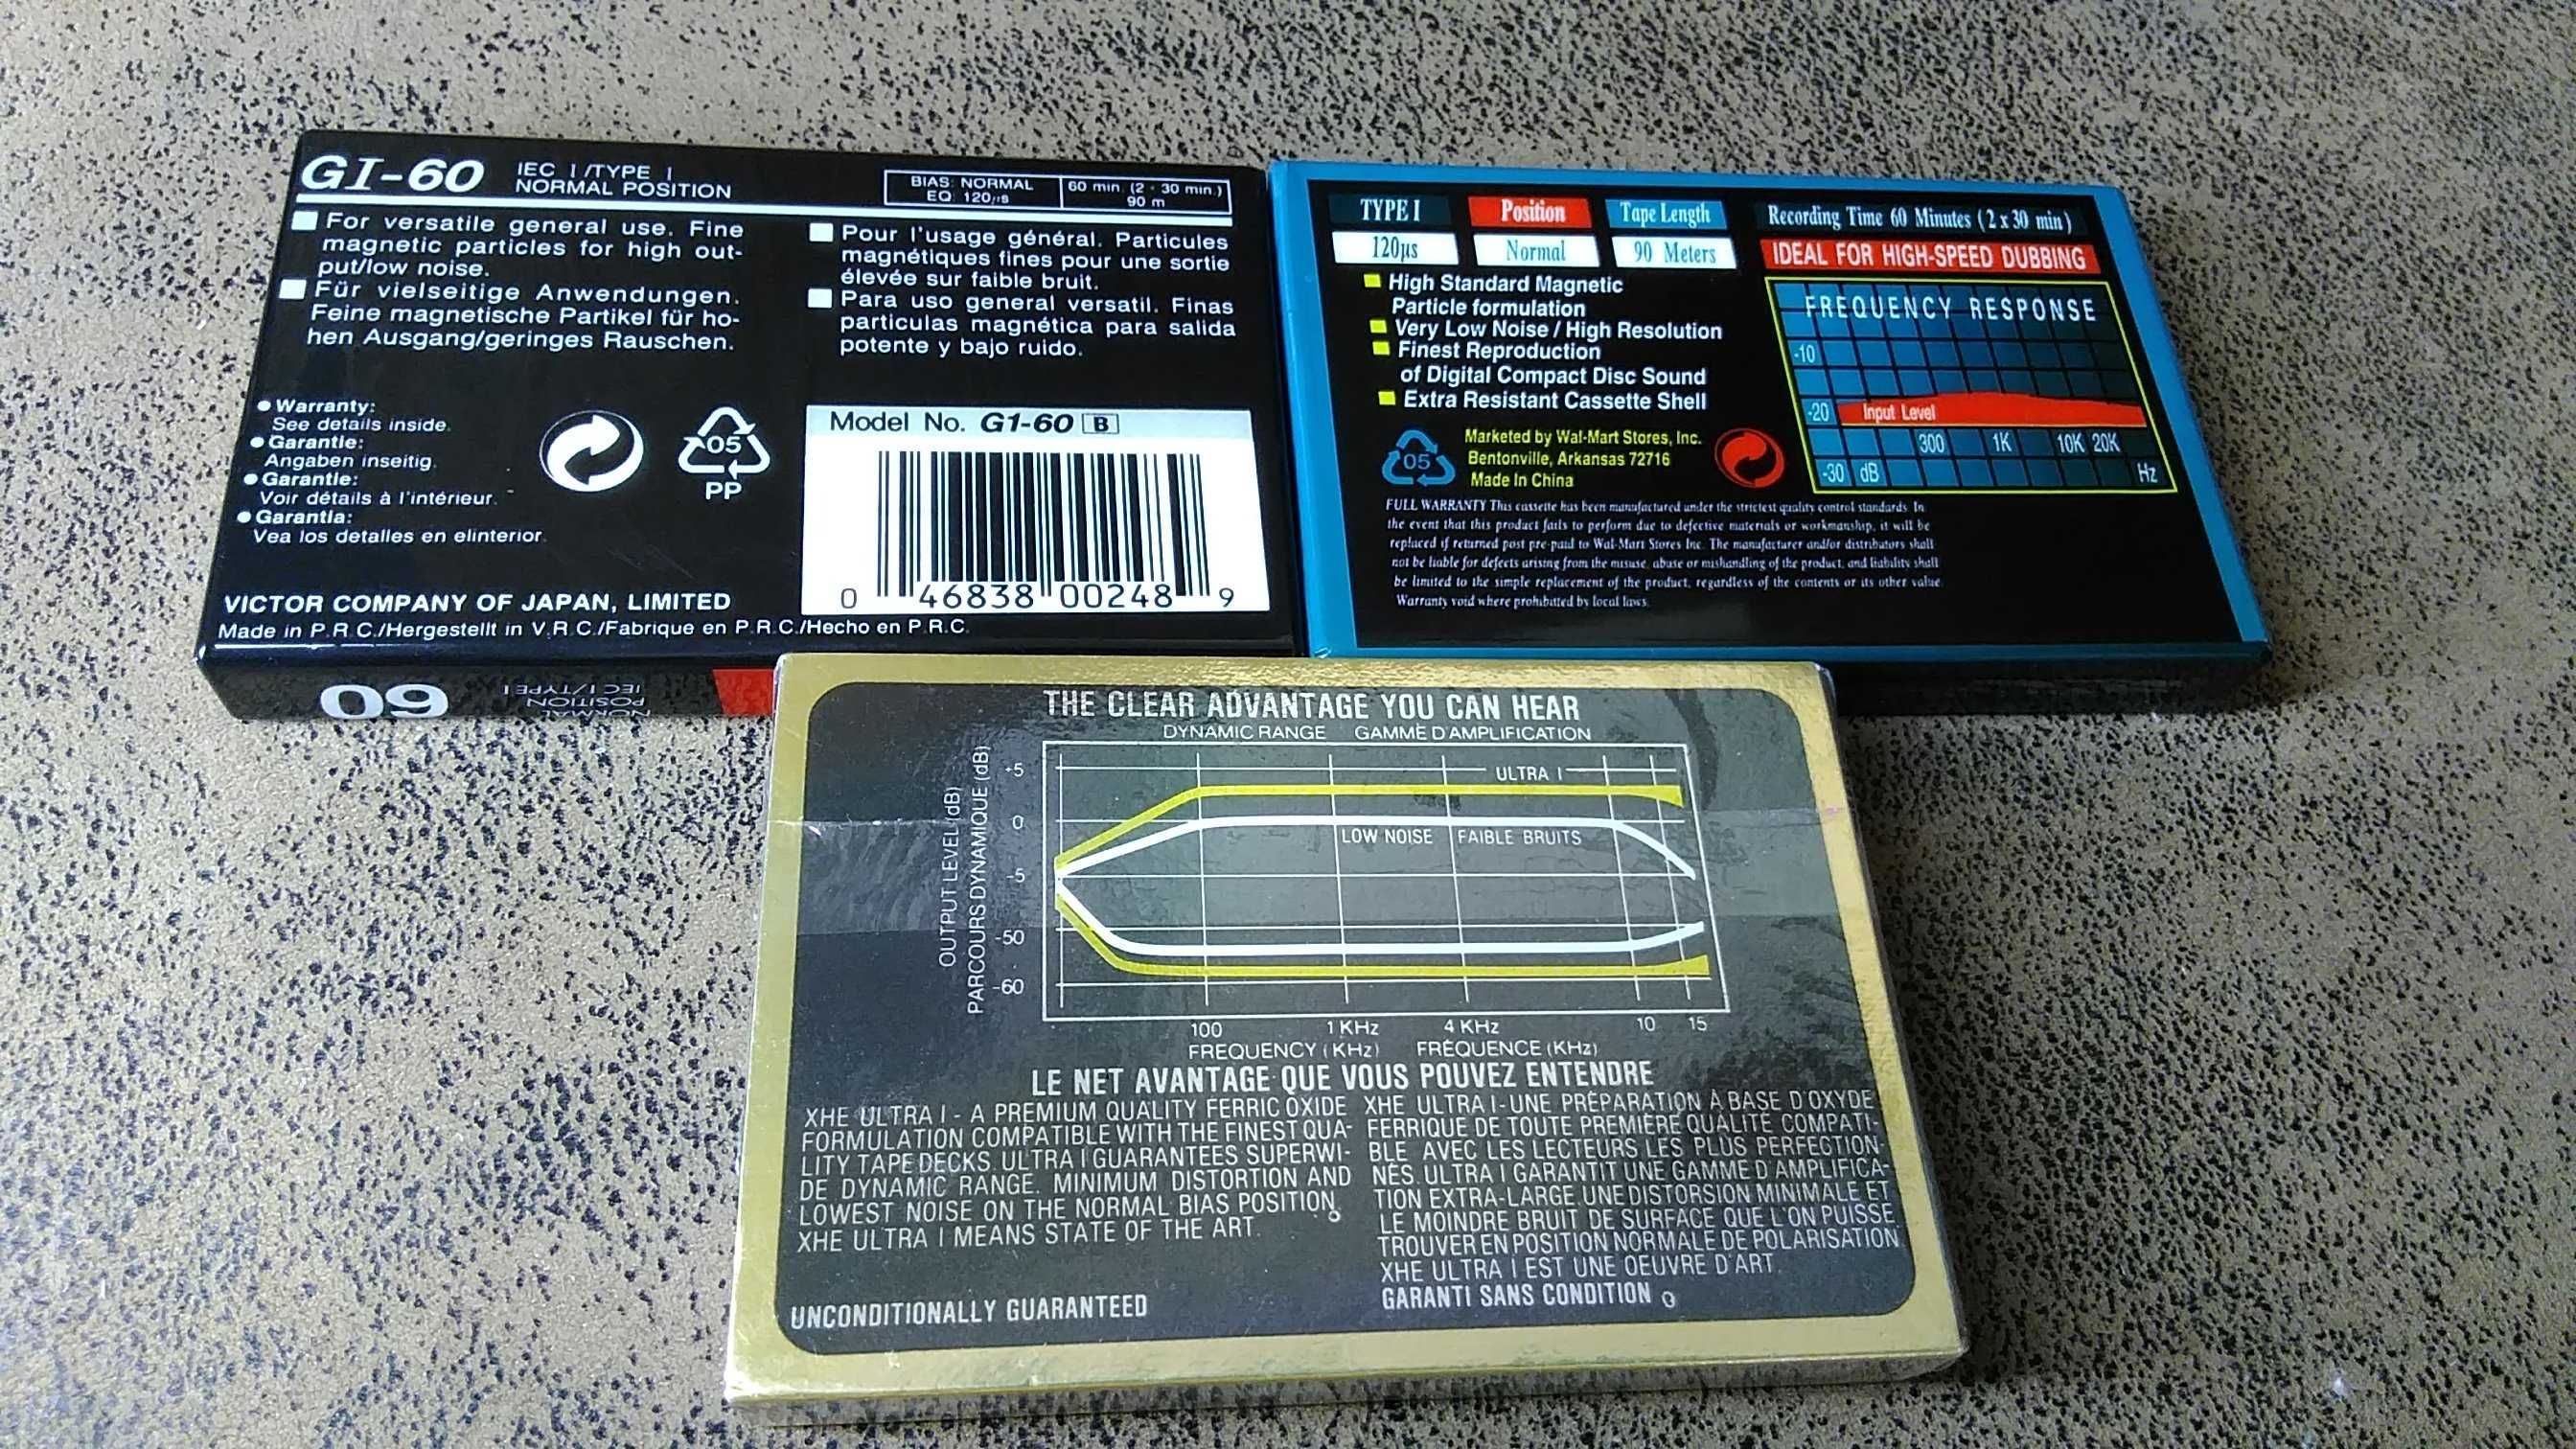 GI-60
IEC I/TYPE I
NORMAL POSITION
BIAS: NORMAL
EQ: 120µs
60 min. (2 · 30 min.)
90 m
For versatile general use. Fine
magnetic particles for high out-
put/low noise.
Für vielseitige Anwendungen.
Feine magnetische Partikel für ho-
hen Ausgang/geringes Rauschen.
Pour l'usage général. Particules
magnétiques fines pour une sortie
élevée sur faible bruit.
Para uso general versatil. Finas
particulas magnética para salida
potente y bajo ruido.
Warranty:
See details inside.
Garantie:
Angaben inseitig.
Garantie:
Voir détails à l'intérieur.
Garantia:
Vea los detalles en elinterior.
05
PP
Model No. G1-60 B
0 46838 00248 9
VICTOR COMPANY OF JAPAN, LIMITED
Made in P.R.C./Hergestellt in V.R.C./Fabrique en P.R.C./Hecho en P.R.C.
60
NORMAL
POSITION
IEC I/TYPE I
TYPE I
120µs
Position
Normal
Tape Length
90 Meters
Recording Time 60 Minutes (2 x 30 min)
IDEAL FOR HIGH-SPEED DUBBING
High Standard Magnetic
Particle formulation
Very Low Noise / High Resolution
Finest Reproduction
of Digital Compact Disc Sound
Extra Resistant Cassette Shell
FREQUENCY RESPONSE
-10
-20 Input Level
300 1K 10K 20K
-30 dB Hz
05
Marketed by Wal-Mart Stores, Inc.
Bentonville, Arkansas 72716
Made In China
FULL WARRANTY This cassette has been manufactured under the strictest quality control standards. In
the event that this product fails to perform due to defective materials or workmanship, it will be
replaced if returned post pre-paid to Wal-Mart Stores Inc. The manufacturer and/or distributors shall
not be liable for defects arising from the misuse, abuse or mishandling of the product, and liability shall
be limited to the simple replacement of the product, regardless of the contents or its other value.
Warranty void where prohibitted by local laws.
THE CLEAR ADVANTAGE YOU CAN HEAR
DYNAMIC RANGE GAMME D'AMPLIFICATION
OUTPUT LEVEL (dB)
PARCOURS DYNAMIQUE (dB)
+5
0
-5
-50
-60
ULTRA I
LOW NOISE FAIBLE BRUITS
100 1 KHz 4 KHz 10 15
FREQUENCY (KHz) FRÉQUENCE (KHz)
LE NET AVANTAGE QUE VOUS POUVEZ ENTENDRE
XHE ULTRA I - A PREMIUM QUALITY FERRIC OXIDE
FORMULATION COMPATIBLE WITH THE FINEST QUA-
LITY TAPE DECKS. ULTRA I GUARANTEES SUPERWI-
DE DYNAMIC RANGE. MINIMUM DISTORTION AND
LOWEST NOISE ON THE NORMAL BIAS POSITION.
XHE ULTRA I MEANS STATE OF THE ART.
UNCONDITIONALLY GUARANTEED
XHE ULTRA I-UNE PRÉPARATION À BASE D'OXYDE
FERRIQUE DE TOUTE PREMIÈRE QUALITÉ COMPATI-
BLE AVEC LES LECTEURS LES PLUS PERFECTION-
NÉS. ULTRA I GARANTIT UNE GAMME D'AMPLIFICA-
TION EXTRA-LARGE UNE DISTORSION MINIMALE ET
LE MOINDRE BRUIT DE SURFACE QUE L'ON PUISSE
TROUVER EN POSITION NORMALE DE POLARISATION.
XHE ULTRA I EST UNE OEUVRE D'ART.
GARANTI SANS CONDITION